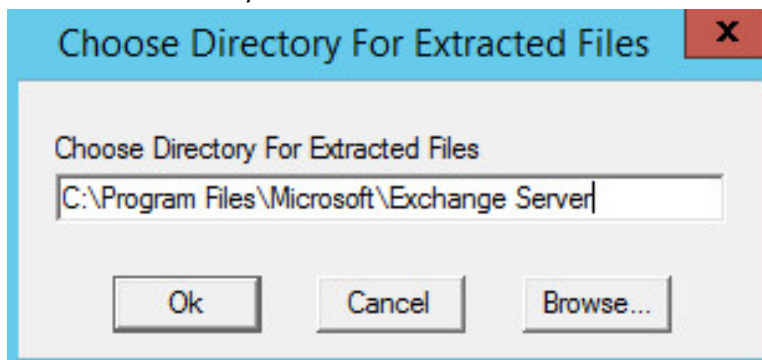 Choose Directory For Extracted Files
x
Choose Directory For Extracted Files
C:\Program Files\Microsoft\Exchange Server
Ok Cancel Browse...